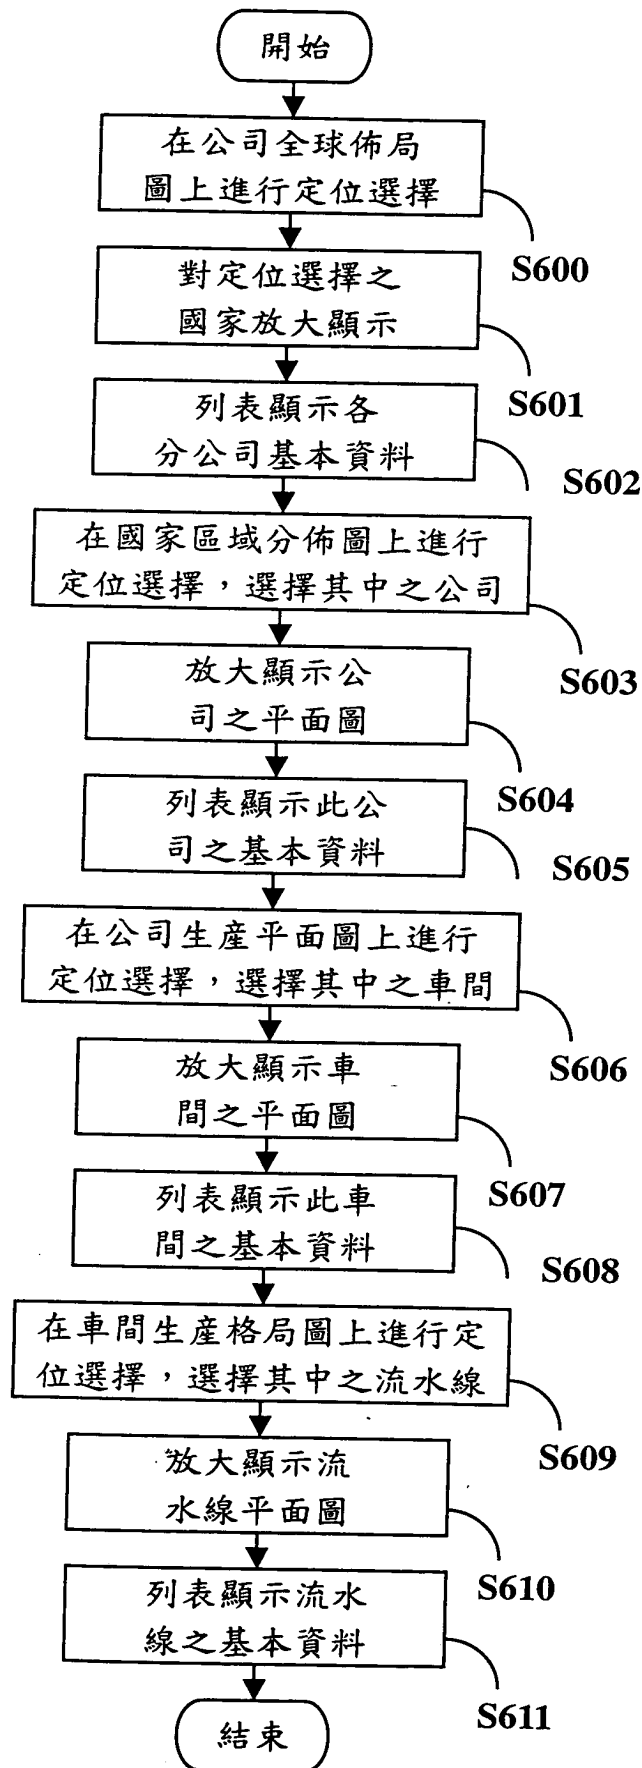 開始
在公司全球佈局
圖上進行定位選擇
S600
對定位選擇之
國家放大顯示
S601
列表顯示各
分公司基本資料
S602
在國家區域分佈圖上進行
定位選擇，選擇其中之公司
S603
放大顯示公
司之平面圖
S604
列表顯示此公
司之基本資料
S605
在公司生産平面圖上進行
定位選擇，選擇其中之車間
S606
放大顯示車
間之平面圖
S607
列表顯示此車
間之基本資料
S608
在車間生産格局圖上進行定
位選擇，選擇其中之流水線
S609
放大顯示流
水線平面圖
S610
列表顯示流水
線之基本資料
S611
結束